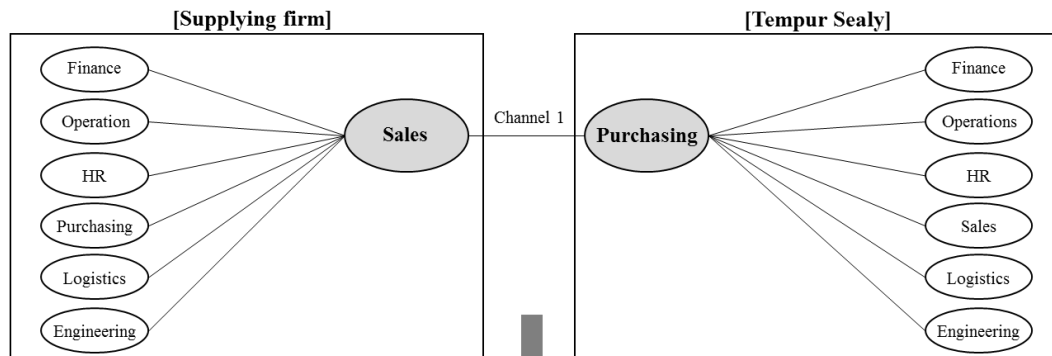 [Supplying firm]
[Tempur Sealy]
Finance
Operation
HR
Purchasing
Logistics
Engineering
Sales
Channel 1
Purchasing
Finance
Operations
HR
Sales
Logistics
Engineering